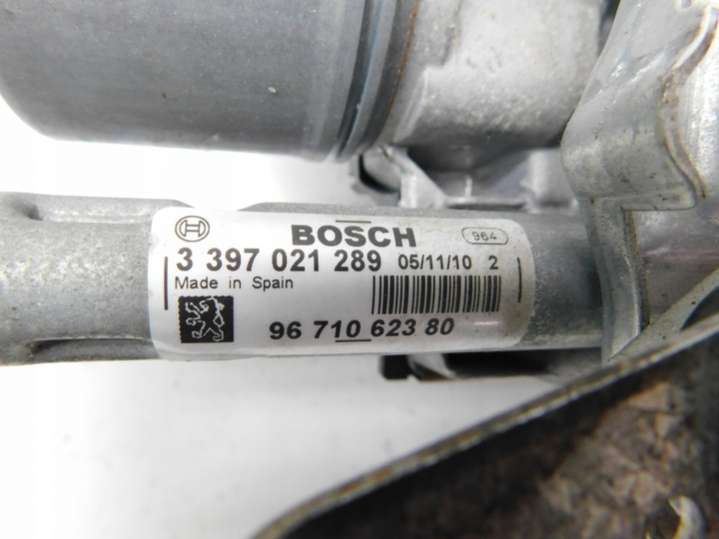 BOSCH 964
3 397 021 289 05/11/10 2
Made in Spain
96 710 623 80